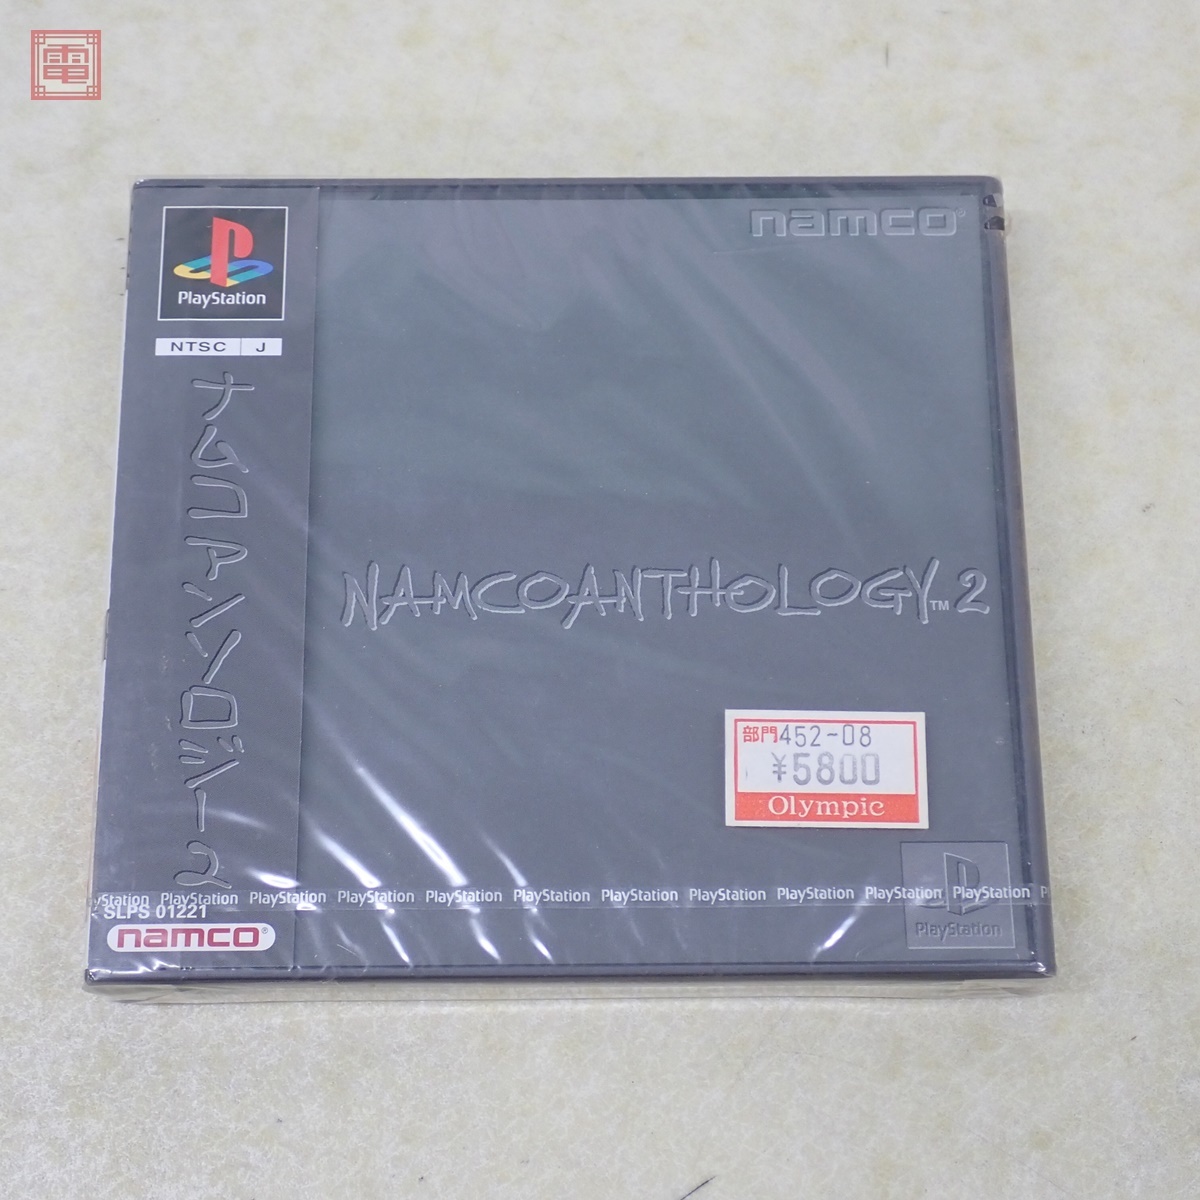 電
PlayStation
NTSC J
ナムコアンソロジー2
namco®
NAMCOANTHOLOGY™ 2
部門452-08
¥5800
Olympic
yStation PlayStation PlayStation PlayStation PlayStation PlayStation PlayStation PlayStation PlayStation PlayStation PlayStation P
SLPS 01221
namco®
PlayStation